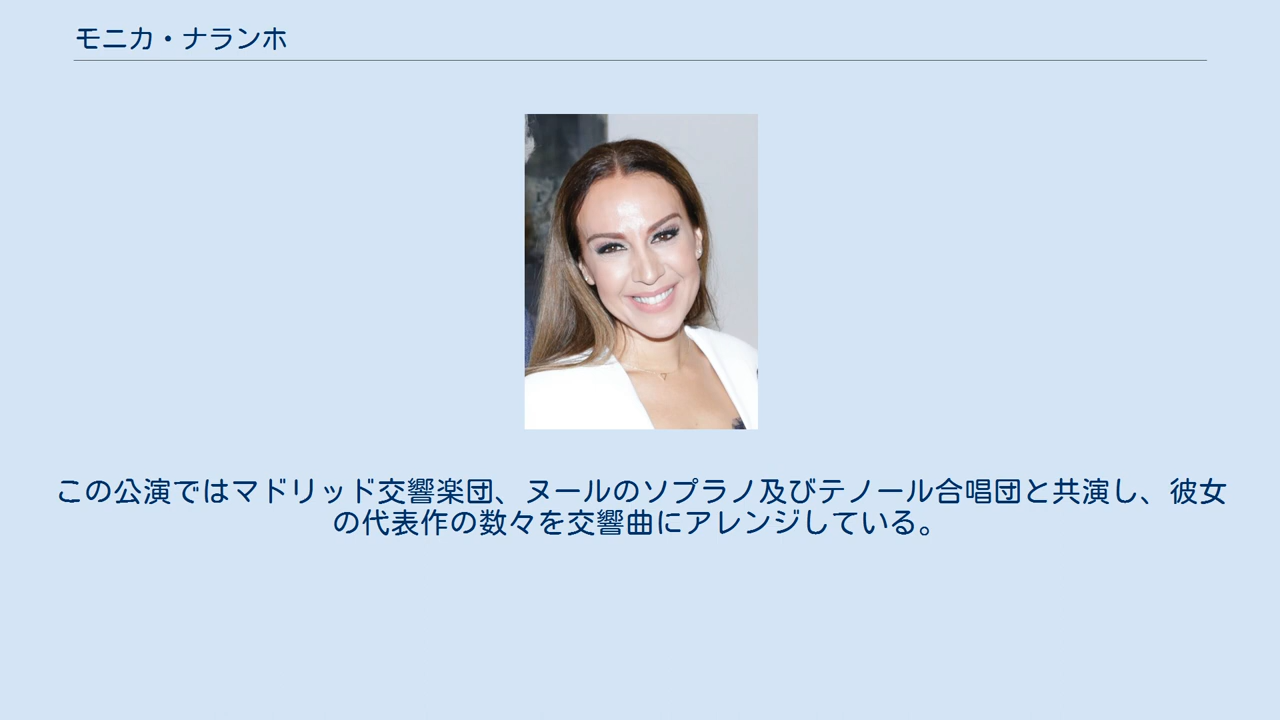 モニカ・ナランホ
この公演ではマドリッド交響楽団、ヌールのソプラノ及びテノール合唱団と共演し、彼女
の代表作の数々を交響曲にアレンジしている。